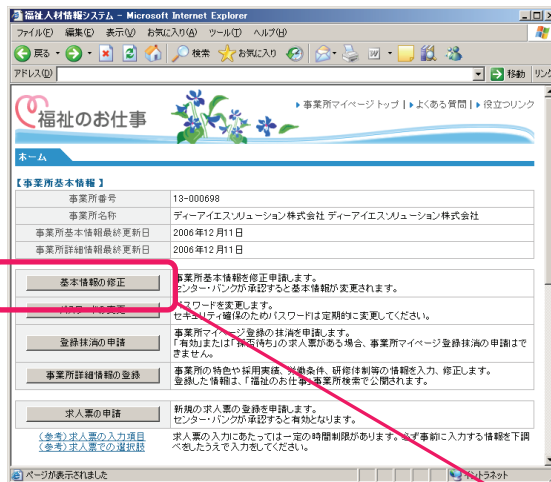 福祉人材情報システム - Microsoft Internet Explorer
ファイル(F) 編集(E) 表示(V) お気に入り(A) ツール(T) ヘルプ(H)
戻る 検索 お気に入り
アドレス(D) 移動 リンク
福祉のお仕事
事業所マイページトップ | よくある質問 | 役立つリンク
ホーム
【事業所基本情報】
事業所番号 13-000698
事業所名称 ディーアイエスソリューション株式会社 ディーアイエスソリューション株式会社
事業所基本情報最終更新日 2006年12月11日
事業所詳細情報最終更新日 2006年12月11日
基本情報の修正 事業所基本情報を修正申請します。
センター・バンクが承認すると基本情報が変更されます。
パスワードの変更 パスワードを変更します。
セキュリティ確保のためパスワードは定期的に変更してください。
登録抹消の申請 事業所マイページ登録の抹消を申請します。
「有効」または「採否待ち」の求人票がある場合、事業所マイページ登録抹消の申請はで
きません。
事業所詳細情報の登録 事業所の特色や採用実績、労働条件、研修体制等の情報を入力、修正します。
登録した情報は、「福祉のお仕事」事業所検索で公開されます。
求人票の申請 新規の求人票の登録を申請します。
センター・バンクが承認すると有効となります。
(参考)求人票の入力項目 求人票の入力にあたっては一定の時間制限があります。必ず事前に入力する情報を下調
(参考)求人票での選択肢 べをしたうえで入力をしてください。
ページが表示されました イントラネット